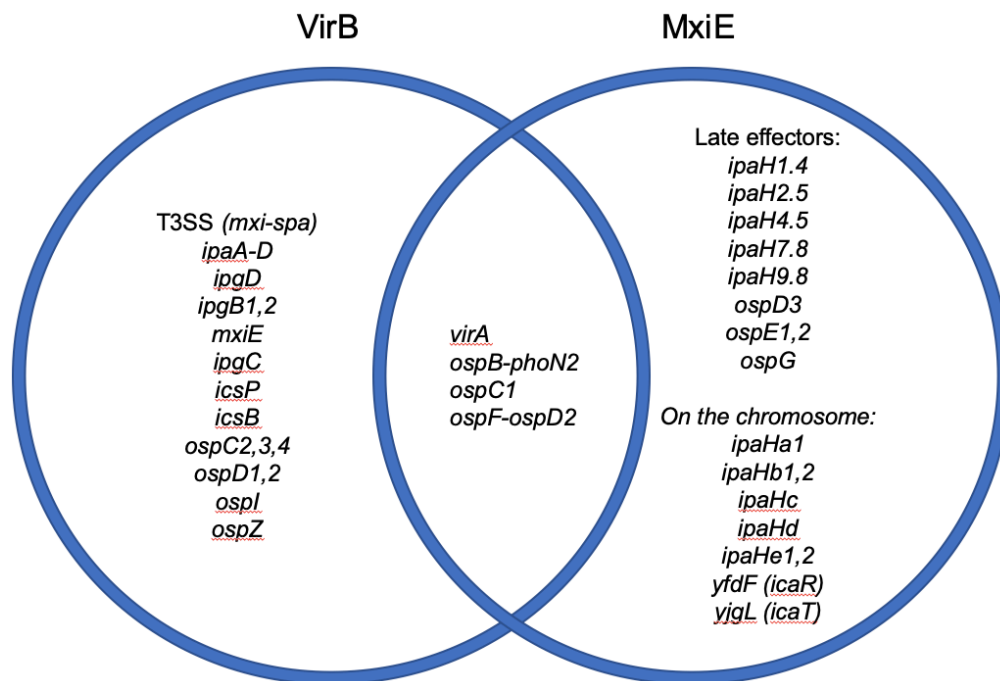 VirB
MxiE
T3SS (mxi-spa)
ipaA-D
ipgD
ipgB1,2
mxiE
ipgC
icsP
icsB
ospC2,3,4
ospD1,2
ospI
ospZ
virA
ospB-phoN2
ospC1
ospF-ospD2
Late effectors:
ipaH1.4
ipaH2.5
ipaH4.5
ipaH7.8
ipaH9.8
ospD3
ospE1,2
ospG
On the chromosome:
ipaHa1
ipaHb1,2
ipaHc
ipaHd
ipaHe1,2
yfdF (icaR)
yjgL (icaT)